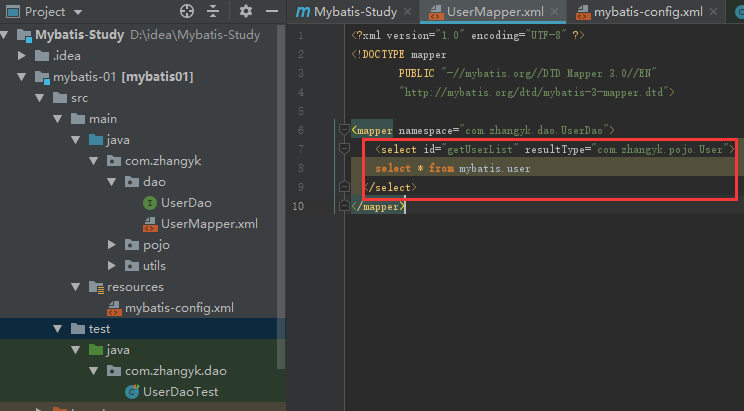 Project
Mybatis-Study D:\idea\Mybatis-Study
.idea
mybatis-01 [mybatis01]
src
main
java
com.zhangyk
dao
UserDao
UserMapper.xml
pojo
utils
resources
mybatis-config.xml
test
java
com.zhangyk.dao
UserDaoTest
m Mybatis-Study
UserMapper.xml
mybatis-config.xml
1 <?xml version="1.0" encoding="UTF-8" ?>
2 <!DOCTYPE mapper
3 PUBLIC "-//mybatis.org//DTD Mapper 3.0//EN"
4 "http://mybatis.org/dtd/mybatis-3-mapper.dtd">
5
6 <mapper namespace="com.zhangyk.dao.UserDao">
7 <select id="getUserList" resultType="com.zhangyk.pojo.User">
8 select * from mybatis.user
9 </select>
10 </mapper>